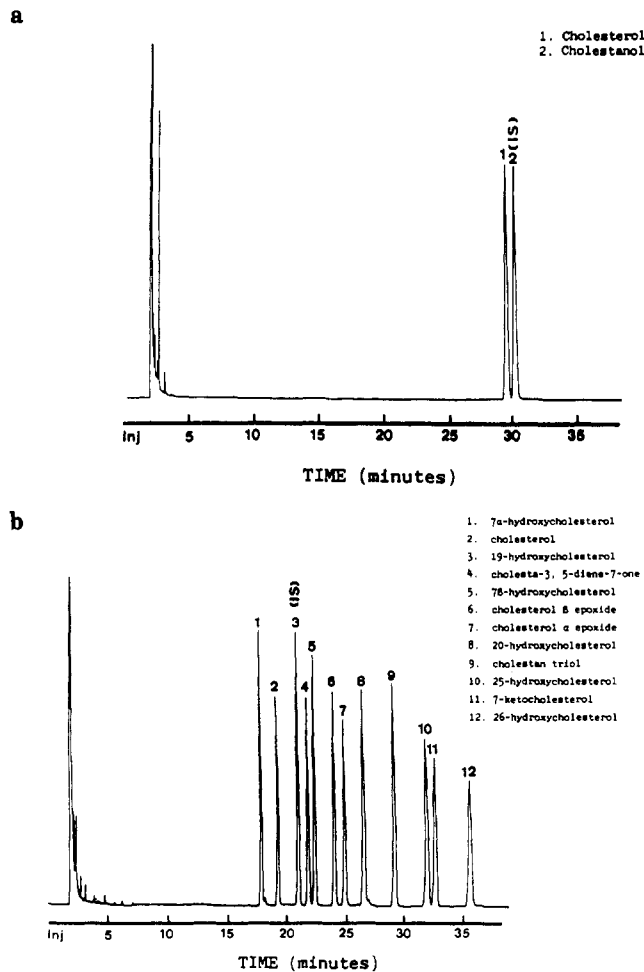 a
1. Cholesterol
2. Cholestanol
1
2 (IS)
Inj 5 10 15 20 25 30 35
TIME (minutes)
b
1. 7α-hydroxycholesterol
2. cholesterol
3. 19-hydroxycholesterol
4. cholesta-3, 5-diene-7-one
5. 7ß-hydroxycholesterol
6. cholesterol ß epoxide
7. cholesterol α epoxide
8. 20-hydroxycholesterol
9. cholestan triol
10. 25-hydroxycholesterol
11. 7-ketocholesterol
12. 26-hydroxycholesterol
1 2 3 (IS) 4 5 6 7 8 9 10 11 12
Inj 5 10 15 20 25 30 35
TIME (minutes)